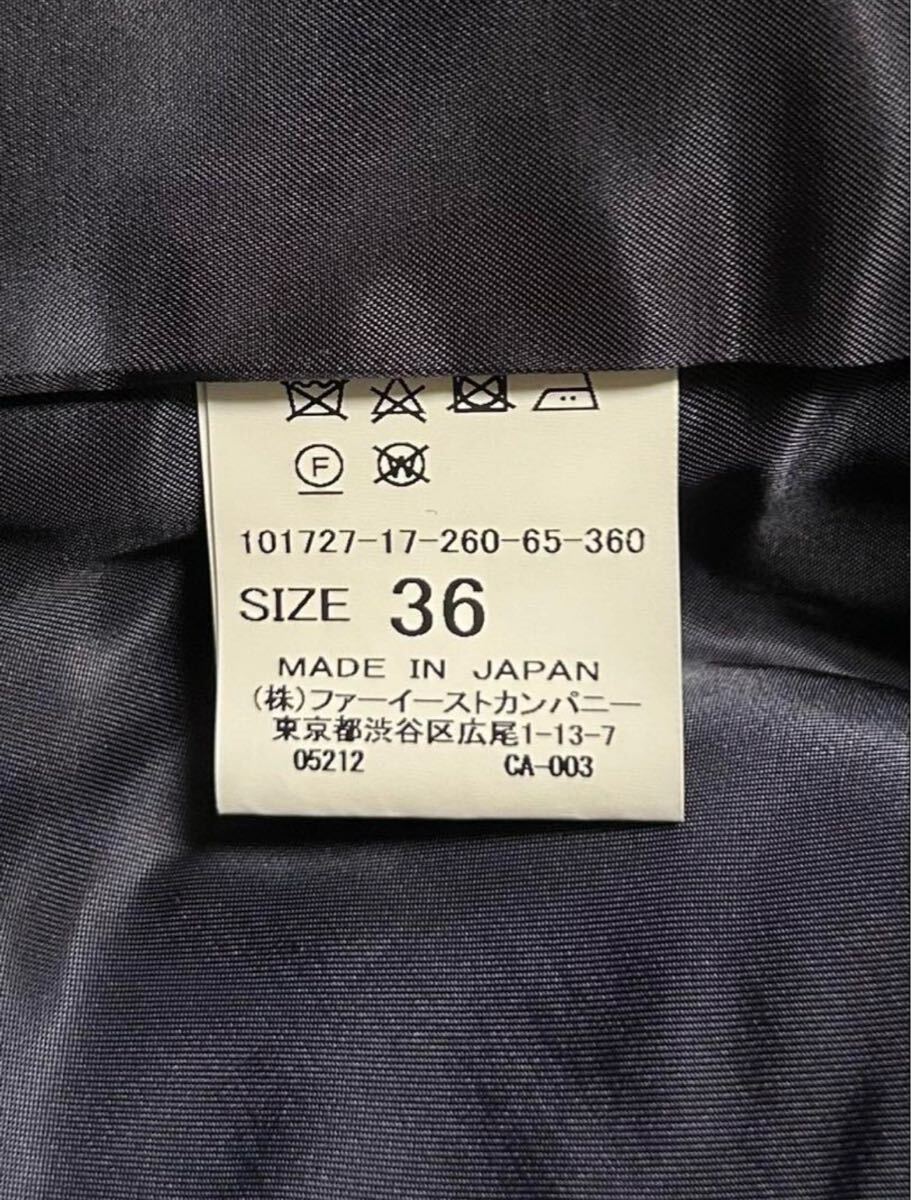 F
W
101727-17-260-65-360
SIZE 36
MADE IN JAPAN
(株)ファーイーストカンパニー
東京都渋谷区広尾1-13-7
05212 CA-003